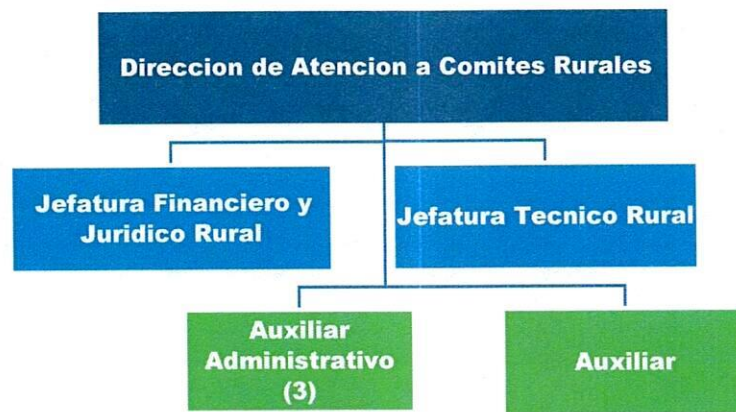 Direccion de Atencion a Comites Rurales
Jefatura Financiero y
Juridico Rural
Jefatura Tecnico Rural
Auxiliar
Administrativo
(3)
Auxiliar